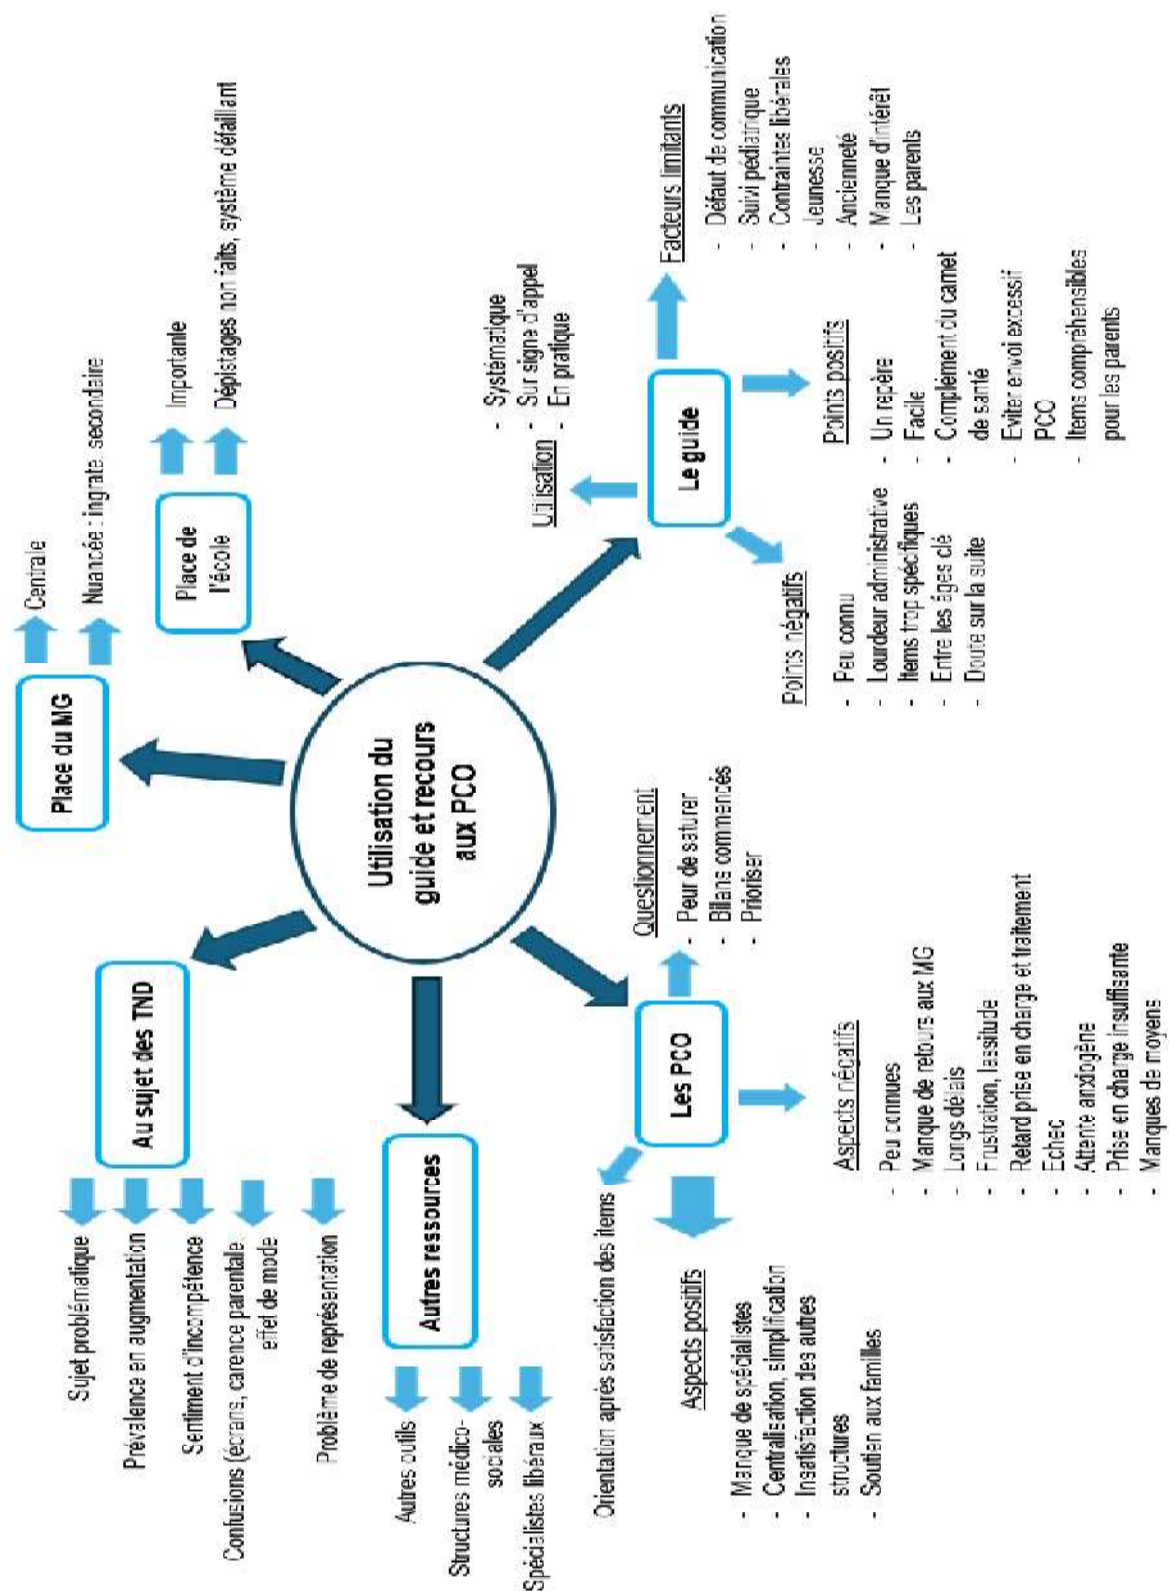 Utilisation du
guide et recours
aux PCO
Au sujet des TND
Sujet problématique
Prévalence en augmentation
Sentiment d'incompétence
Confusions (écrans, carence parentale
effet de mode
Problème de représentation
Place du MG
Centrale
Nuancée : ingrate, secondaire
Place de
l'école
Importante
Dépistages non faits, système défaillant
Autres ressources
Autres outils
Structures médico-
sociales
Spécialistes libéraux
Les PCO
Orientation après satisfaction des items
Aspects positifs
- Manque de spécialistes
- Centralisation, simplification
- Insatisfaction des autres
structures
- Soutien aux familles
Aspects négatifs
- Peu connues
- Manque de retours aux MG
- Longs délais
- Frustration, lassitude
- Retard prise en charge et traitement
- Echec
- Attente anxiogène
- Prise en charge insuffisante
- Manques de moyens
Questionnement
- Peur de saturer
- Bilans commencés
- Prioriser
Le guide
Utilisation
- Systématique
- Sur signe d'appel
- En pratique
Points négatifs
- Peu connu
- Lourdeur administrative
- Items trop spécifiques
- Entre les âges clé
- Doute sur la suite
Points positifs
- Un repère
- Facile
- Complément du carnet
de santé
- Eviter envoi excessif
PCO
- Items compréhensibles
pour les parents
Facteurs limitants
- Défaut de communication
- Suivi pédiatrique
- Contraintes libérales
- Jeunesse
- Ancienneté
- Manque d'intérêt
- Les parents